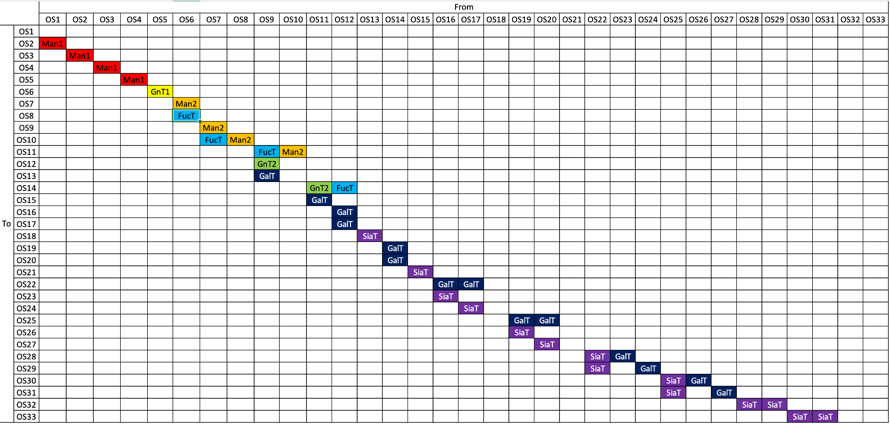 From
OS1 OS2 OS3 OS4 OS5 OS6 OS7 OS8 OS9 OS10 OS11 OS12 OS13 OS14 OS15 OS16 OS17 OS18 OS19 OS20 OS21 OS22 OS23 OS24 OS25 OS26 OS27 OS28 OS29 OS30 OS31 OS32 OS33
OS1
OS2 Man1
OS3 Man1
OS4 Man1
OS5 Man1
OS6 GnT1
OS7 Man2
OS8 FucT
OS9 Man2
OS10 FucT Man2
OS11 FucT Man2
OS12 GnT2
OS13 GalT
OS14 GnT2 FucT
OS15 GalT
OS16 GalT
To OS17 GalT
OS18 SiaT
OS19 GalT
OS20 GalT
OS21 SiaT
OS22 GalT GalT
OS23 SiaT
OS24 SiaT
OS25 GalT GalT
OS26 SiaT
OS27 SiaT
OS28 SiaT GalT
OS29 SiaT GalT
OS30 SiaT GalT
OS31 SiaT GalT
OS32 SiaT SiaT
OS33 SiaT SiaT